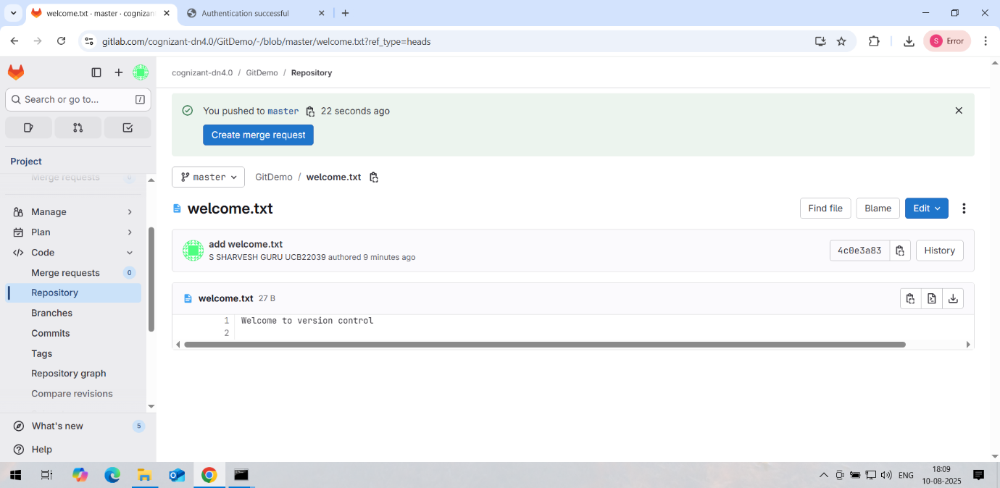 welcome.txt · master · cognizan
Authentication successful
gitlab.com/cognizant-dn4.0/GitDemo/-/blob/master/welcome.txt?ref_type=heads
S
Error
cognizant-dn4.0 / GitDemo / Repository
Search or go to...
/
You pushed to master 22 seconds ago
Create merge request
Project
Merge requests 0
master
GitDemo / welcome.txt
welcome.txt
Find file
Blame
Edit
Manage
Plan
Code
Merge requests 0
Repository
Branches
Commits
Tags
Repository graph
Compare revisions
add welcome.txt
S SHARVESH GURU UCB22039 authored 9 minutes ago
4c0e3a83
History
welcome.txt 27 B
1 Welcome to version control
2
What's new 5
Help
ENG
18:09
10-08-2025